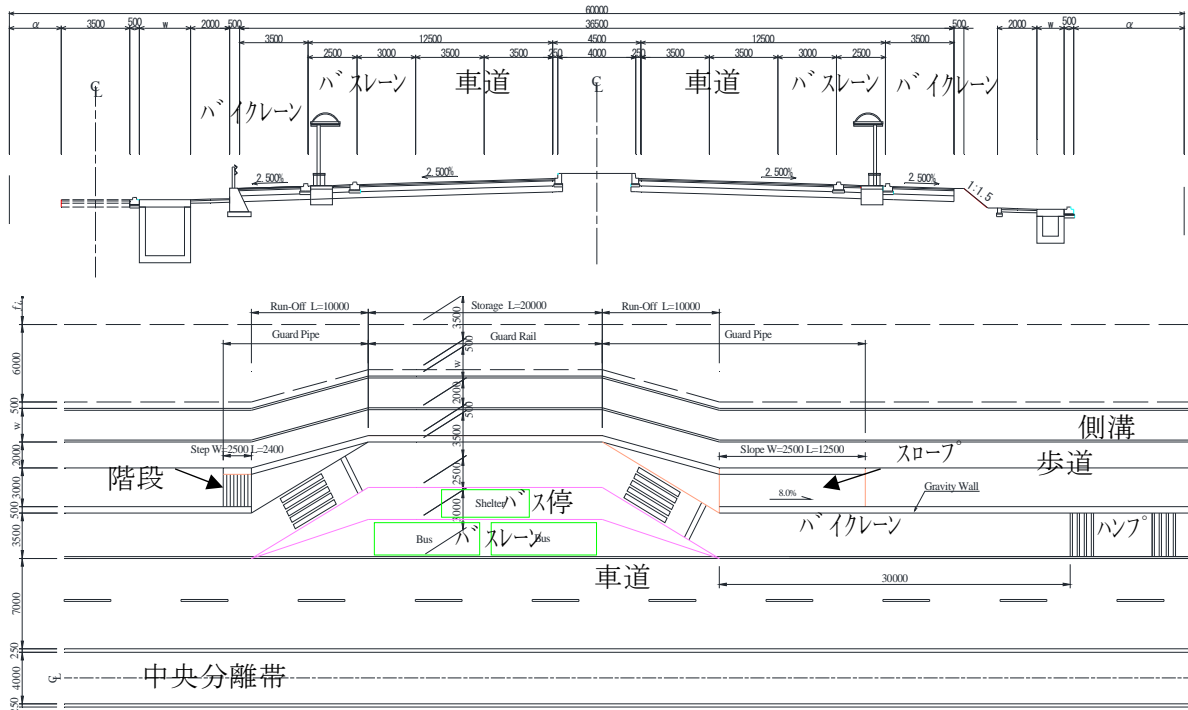 60000
α 3500 500 w 2000 500 36500 500 2000 w 500 α
3500 12500 4500 12500 3500
2500 3000 3500 3500 250 4000 250 3500 3500 3000 2500
℄ バイクレーン バスレーン 車道 ℄ 車道 バスレーン バイクレーン
2.500% 2.500% 2.500% 2.500% 1:1.5
Run-Off L=10000 Storage L=20000 Run-Off L=10000
Guard Pipe Guard Rail Guard Pipe
6000
500
w
2000
3000
500
3500
7000
250
4000
250
3500
500
w
2000
500
3500
2500
3000
側溝
Step W=2500 L=2400 Slope W=2500 L=12500 スロープ
階段 歩道
8.0% Gravity Wall
Shelter バス停
バイクレーン ハンプ
Bus バスレーン Bus
車道
30000
℄ 中央分離帯